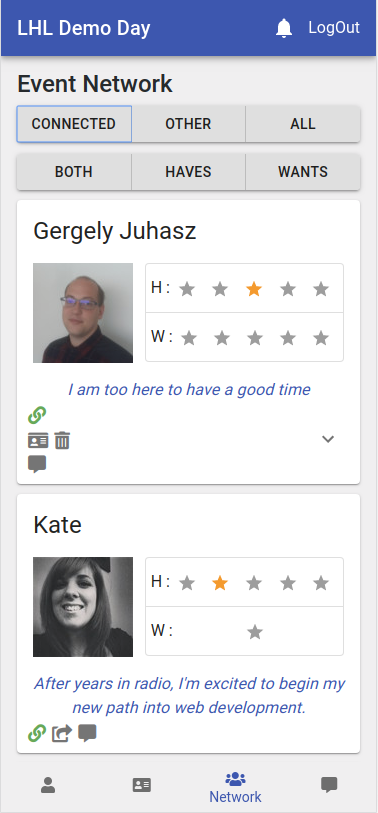 LHL Demo Day
LogOut
Event Network
CONNECTED OTHER ALL
BOTH HAVES WANTS
Gergely Juhasz
H :
W :
I am too here to have a good time
Kate
H :
W :
After years in radio, I'm excited to begin my
new path into web development.
Network